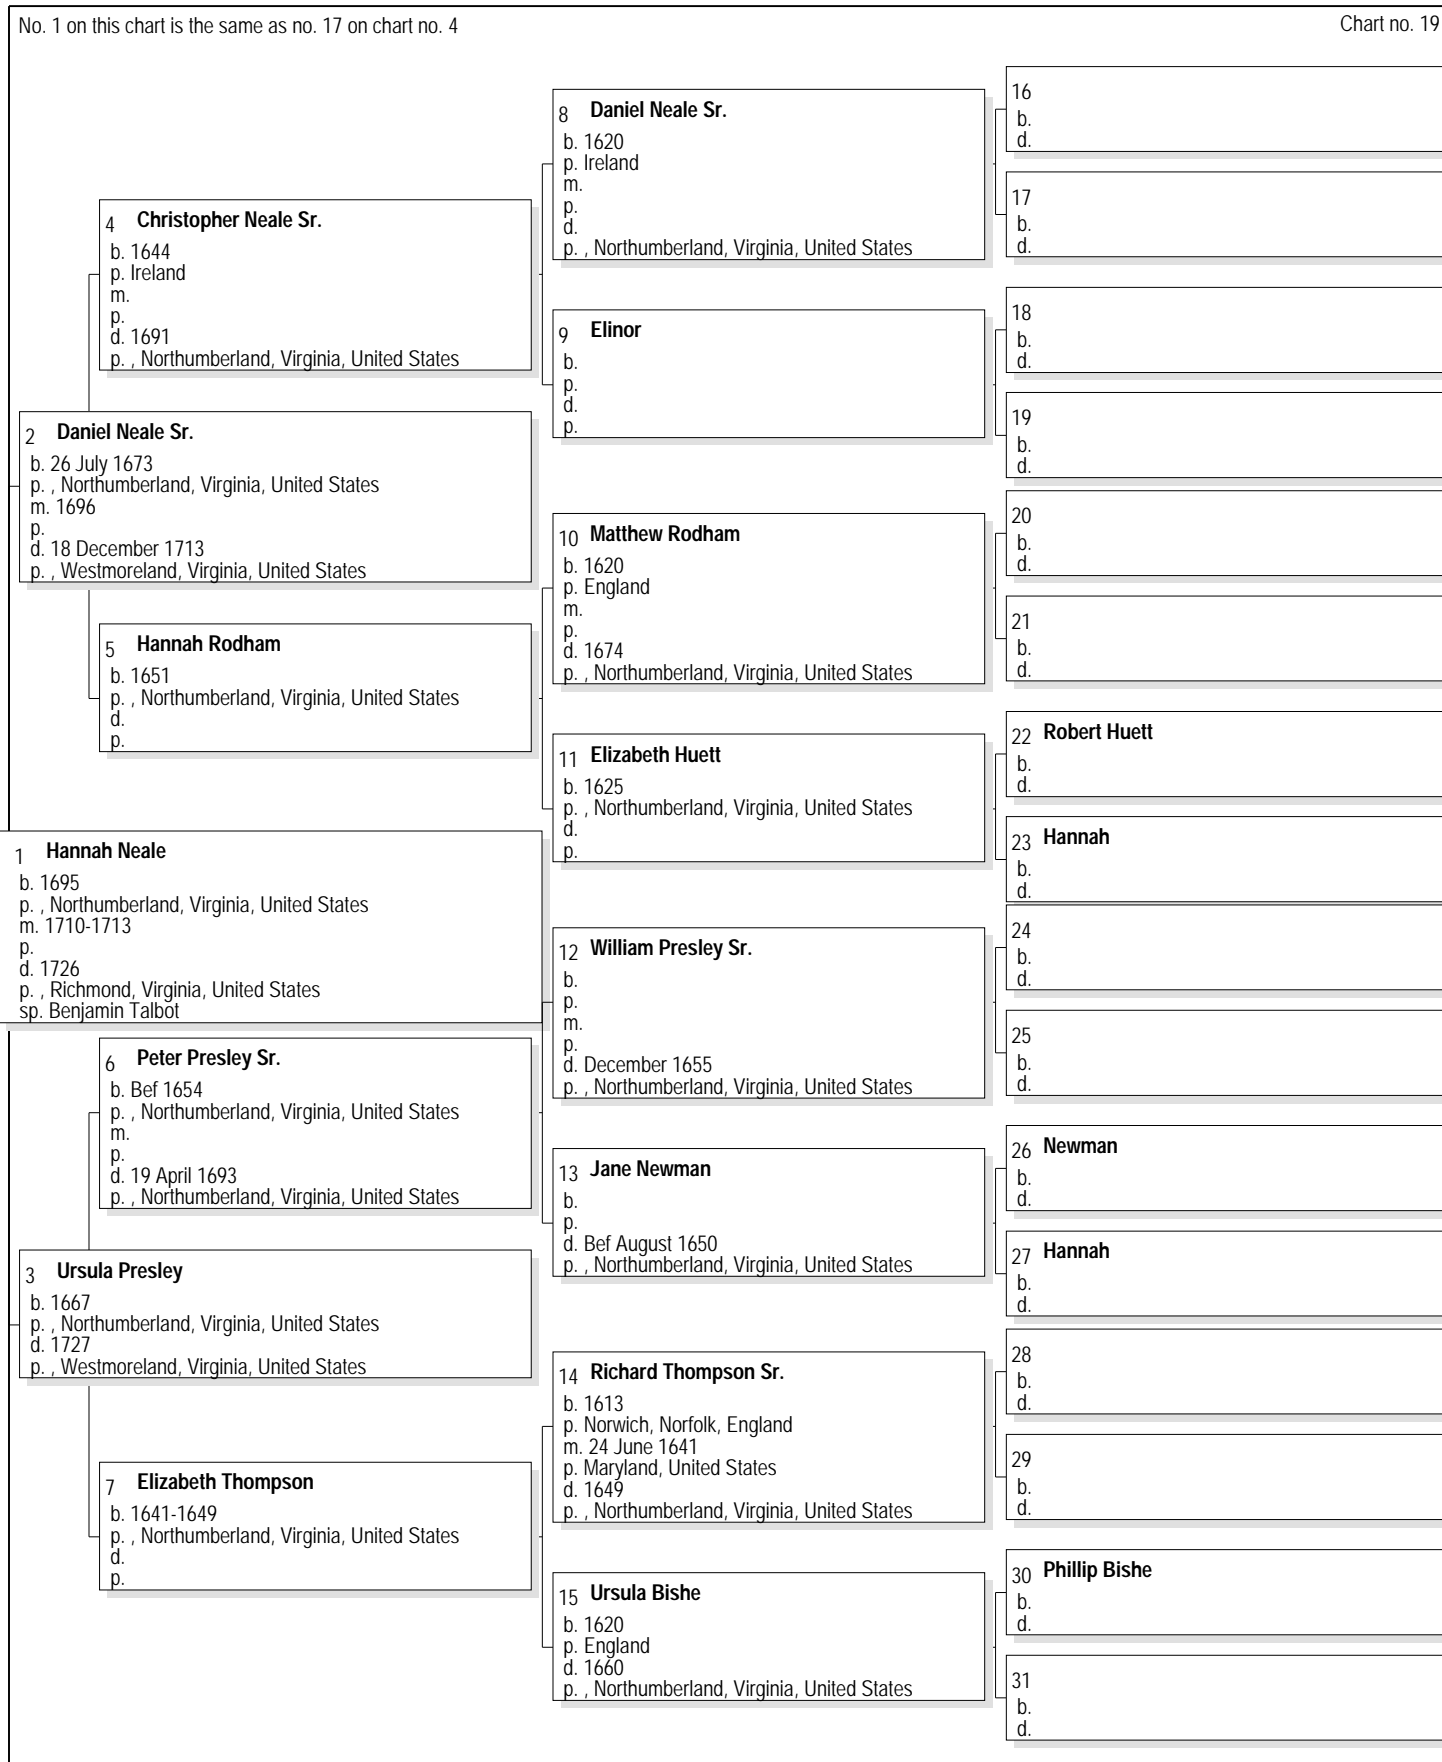 No. 1 on this chart is the same as no. 17 on chart no. 4
Chart no. 19
1 Hannah Neale
b. 1695
p. , Northumberland, Virginia, United States
m. 1710-1713
p.
d. 1726
p. , Richmond, Virginia, United States
sp. Benjamin Talbot
2 Daniel Neale Sr.
b. 26 July 1673
p. , Northumberland, Virginia, United States
m. 1696
p.
d. 18 December 1713
p. , Westmoreland, Virginia, United States
3 Ursula Presley
b. 1667
p. , Northumberland, Virginia, United States
d. 1727
p. , Westmoreland, Virginia, United States
4 Christopher Neale Sr.
b. 1644
p. Ireland
m.
p.
d. 1691
p. , Northumberland, Virginia, United States
5 Hannah Rodham
b. 1651
p. , Northumberland, Virginia, United States
d.
p.
6 Peter Presley Sr.
b. Bef 1654
p. , Northumberland, Virginia, United States
m.
p.
d. 19 April 1693
p. , Northumberland, Virginia, United States
7 Elizabeth Thompson
b. 1641-1649
p. , Northumberland, Virginia, United States
d.
p.
8 Daniel Neale Sr.
b. 1620
p. Ireland
m.
p.
d.
p. , Northumberland, Virginia, United States
9 Elinor
b.
p.
d.
p.
10 Matthew Rodham
b. 1620
p. England
m.
p.
d. 1674
p. , Northumberland, Virginia, United States
11 Elizabeth Huett
b. 1625
p. , Northumberland, Virginia, United States
d.
p.
12 William Presley Sr.
b.
p.
m.
p.
d. December 1655
p. , Northumberland, Virginia, United States
13 Jane Newman
b.
p.
d. Bef August 1650
p. , Northumberland, Virginia, United States
14 Richard Thompson Sr.
b. 1613
p. Norwich, Norfolk, England
m. 24 June 1641
p. Maryland, United States
d. 1649
p. , Northumberland, Virginia, United States
15 Ursula Bishe
b. 1620
p. England
d. 1660
p. , Northumberland, Virginia, United States
16
b.
d.
17
b.
d.
18
b.
d.
19
b.
d.
20
b.
d.
21
b.
d.
22 Robert Huett
b.
d.
23 Hannah
b.
d.
24
b.
d.
25
b.
d.
26 Newman
b.
d.
27 Hannah
b.
d.
28
b.
d.
29
b.
d.
30 Phillip Bishe
b.
d.
31
b.
d.